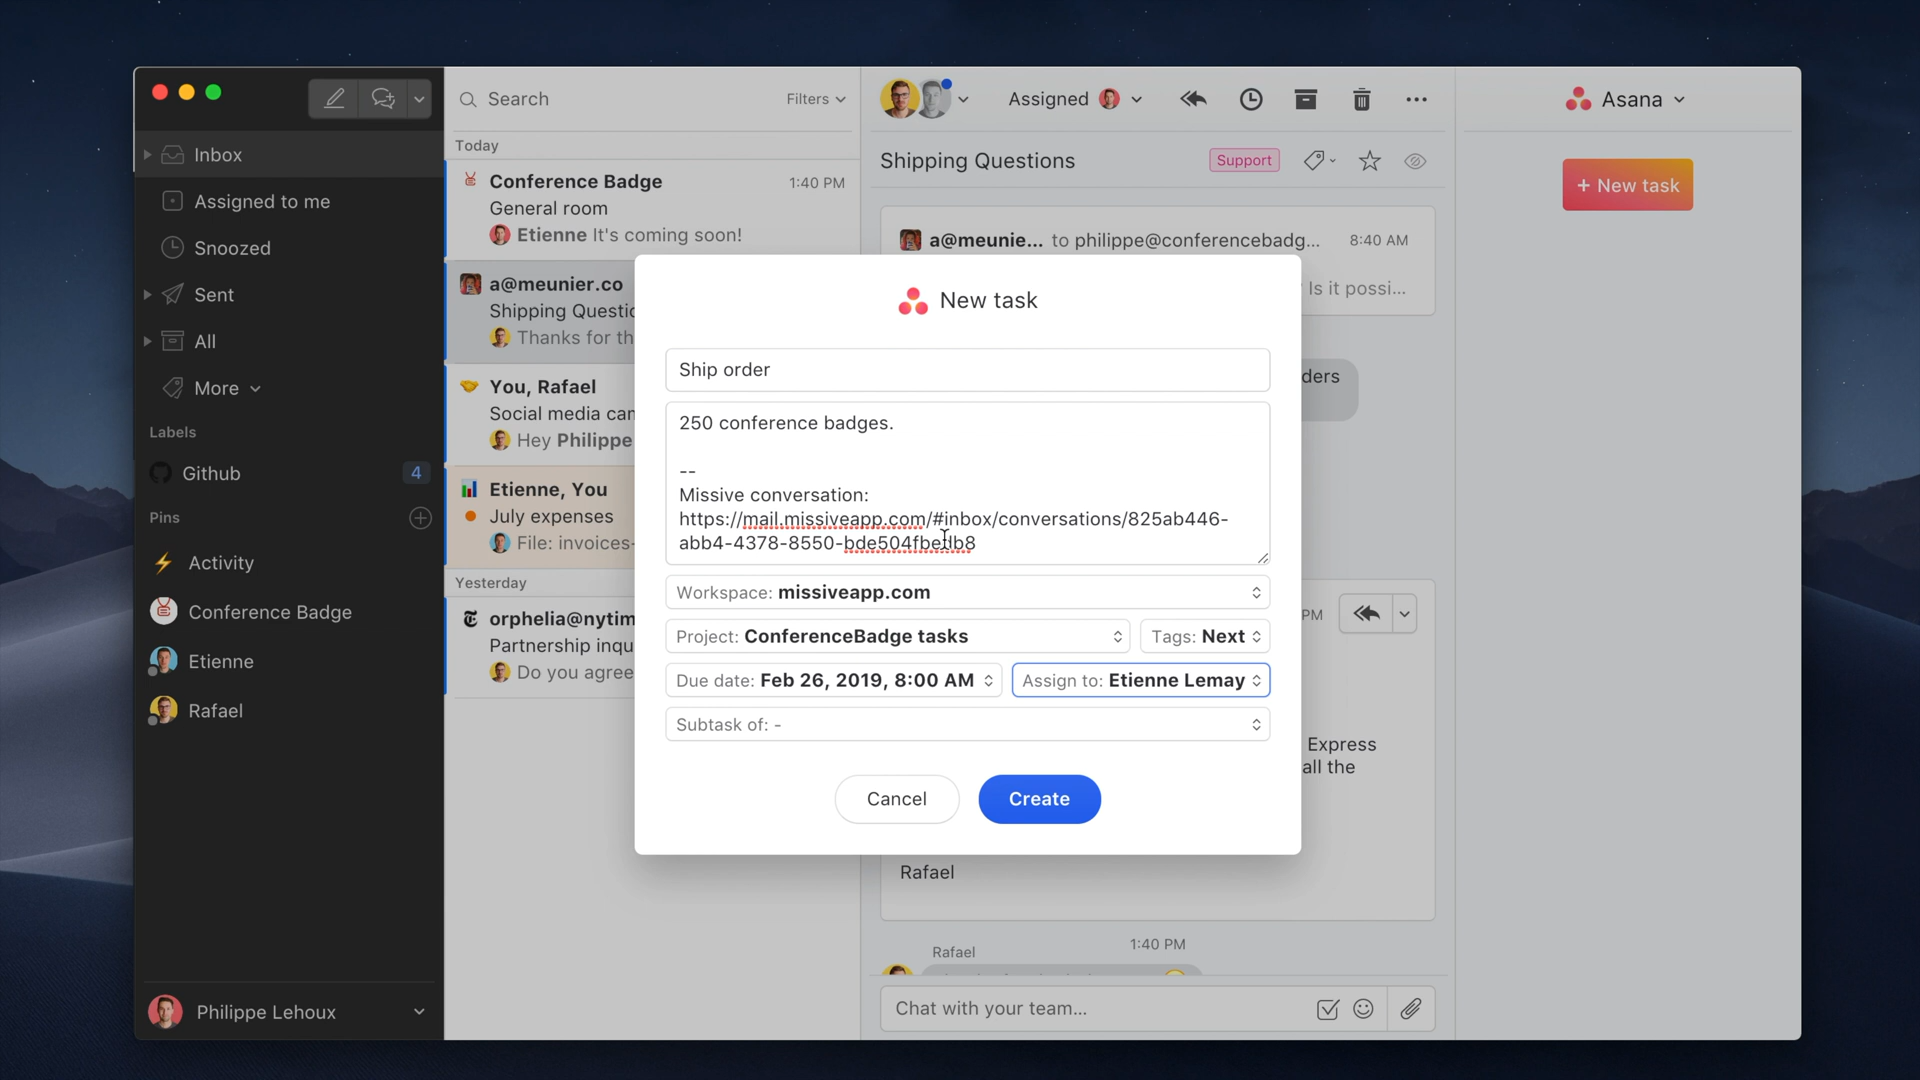 Inbox
Assigned to me
Snoozed
Sent
All
More
Labels
Github 4
Pins
Activity
Conference Badge
Etienne
Rafael
Philippe Lehoux
Search Filters
Today
Conference Badge 1:40 PM
General room
Etienne It's coming soon!
a@meunier.co
Shipping Questic
Thanks for th
You, Rafael
Social media can
Hey Philippe
Etienne, You
July expenses
File: invoices-
Yesterday
orphelia@nytim
Partnership inqu
Do you agree
Assigned
Shipping Questions Support
a@meunie... to philippe@conferencebadg... 8:40 AM
Is it possi...
ders
PM
Express
all the
Rafael
Rafael 1:40 PM
Chat with your team...
Asana
+ New task
New task
Ship order
250 conference badges.
--
Missive conversation:
https://mail.missiveapp.com/#inbox/conversations/825ab446-
abb4-4378-8550-bde504fbedb8
Workspace: missiveapp.com
Project: ConferenceBadge tasks Tags: Next
Due date: Feb 26, 2019, 8:00 AM Assign to: Etienne Lemay
Subtask of: -
Cancel Create